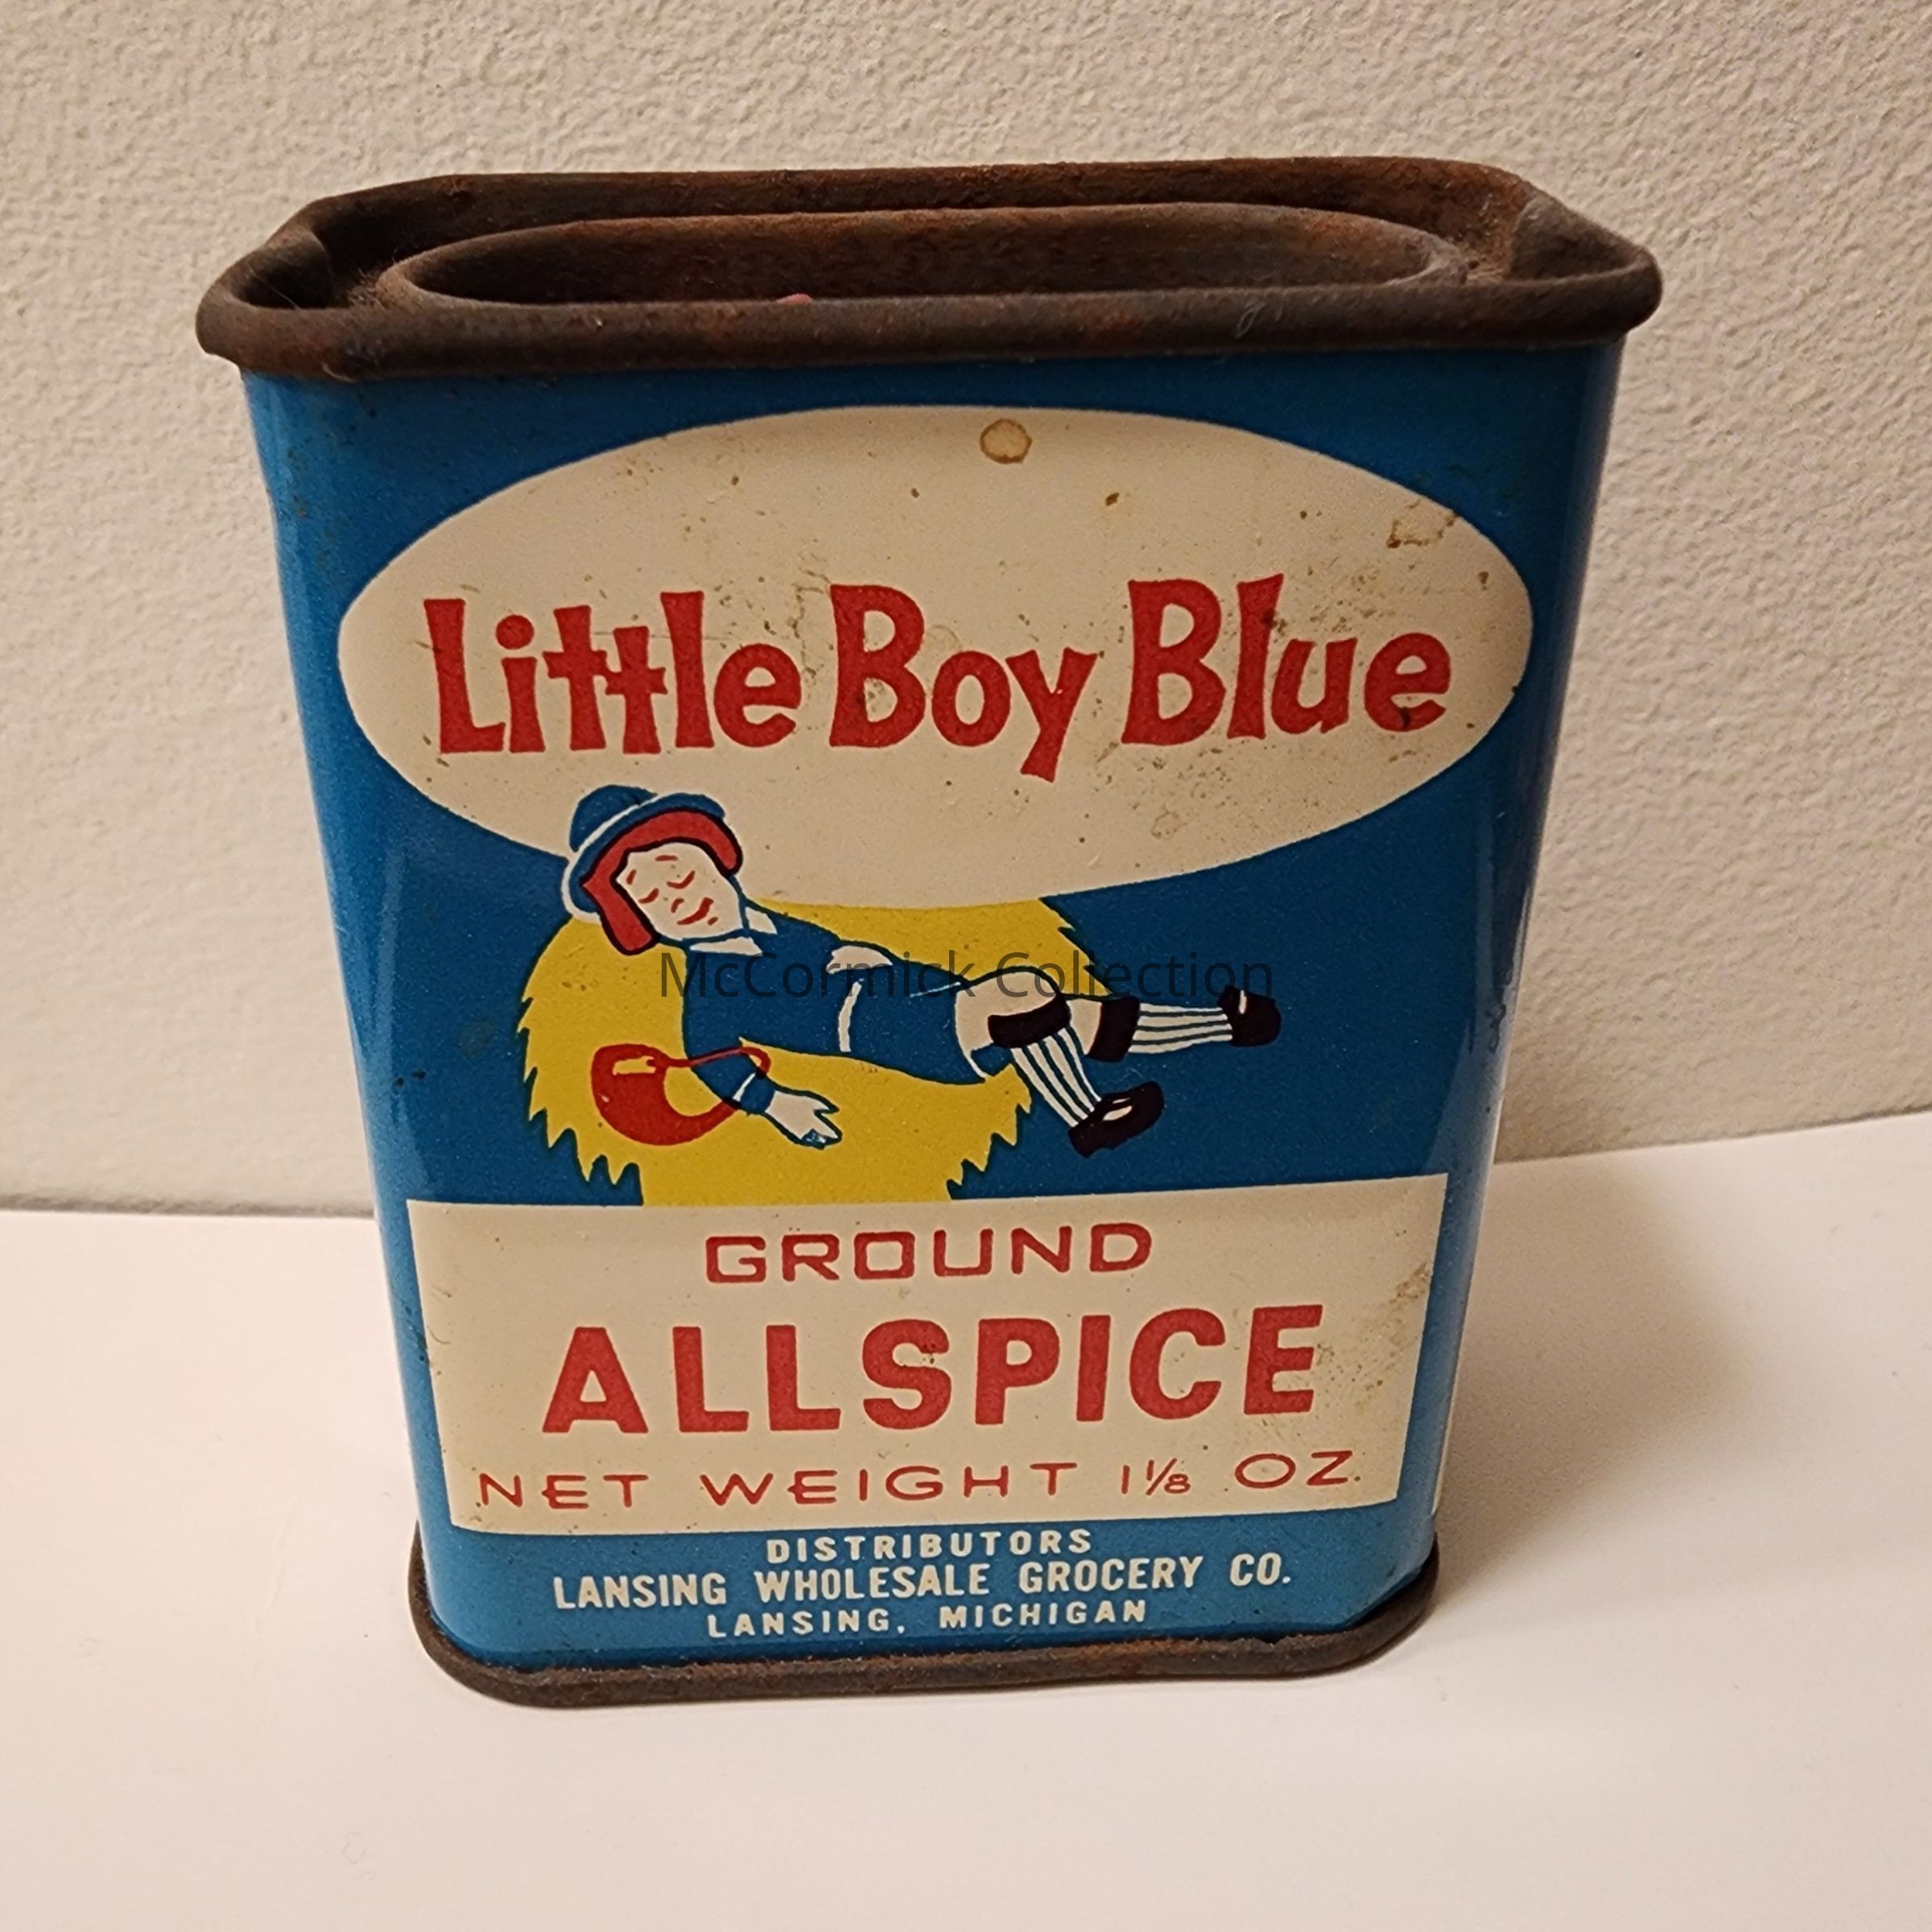 Little Boy Blue
McCormick Collection
GROUND
ALLSPICE
NET WEIGHT 1⅛ OZ.
DISTRIBUTORS
LANSING WHOLESALE GROCERY CO.
LANSING, MICHIGAN